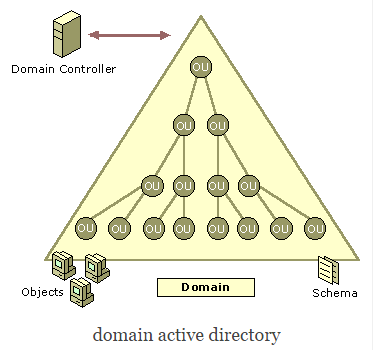 Domain Controller
OU
OU OU
OU OU OU OU
OU OU OU OU OU OU OU OU
Objects
Domain
Schema
domain active directory